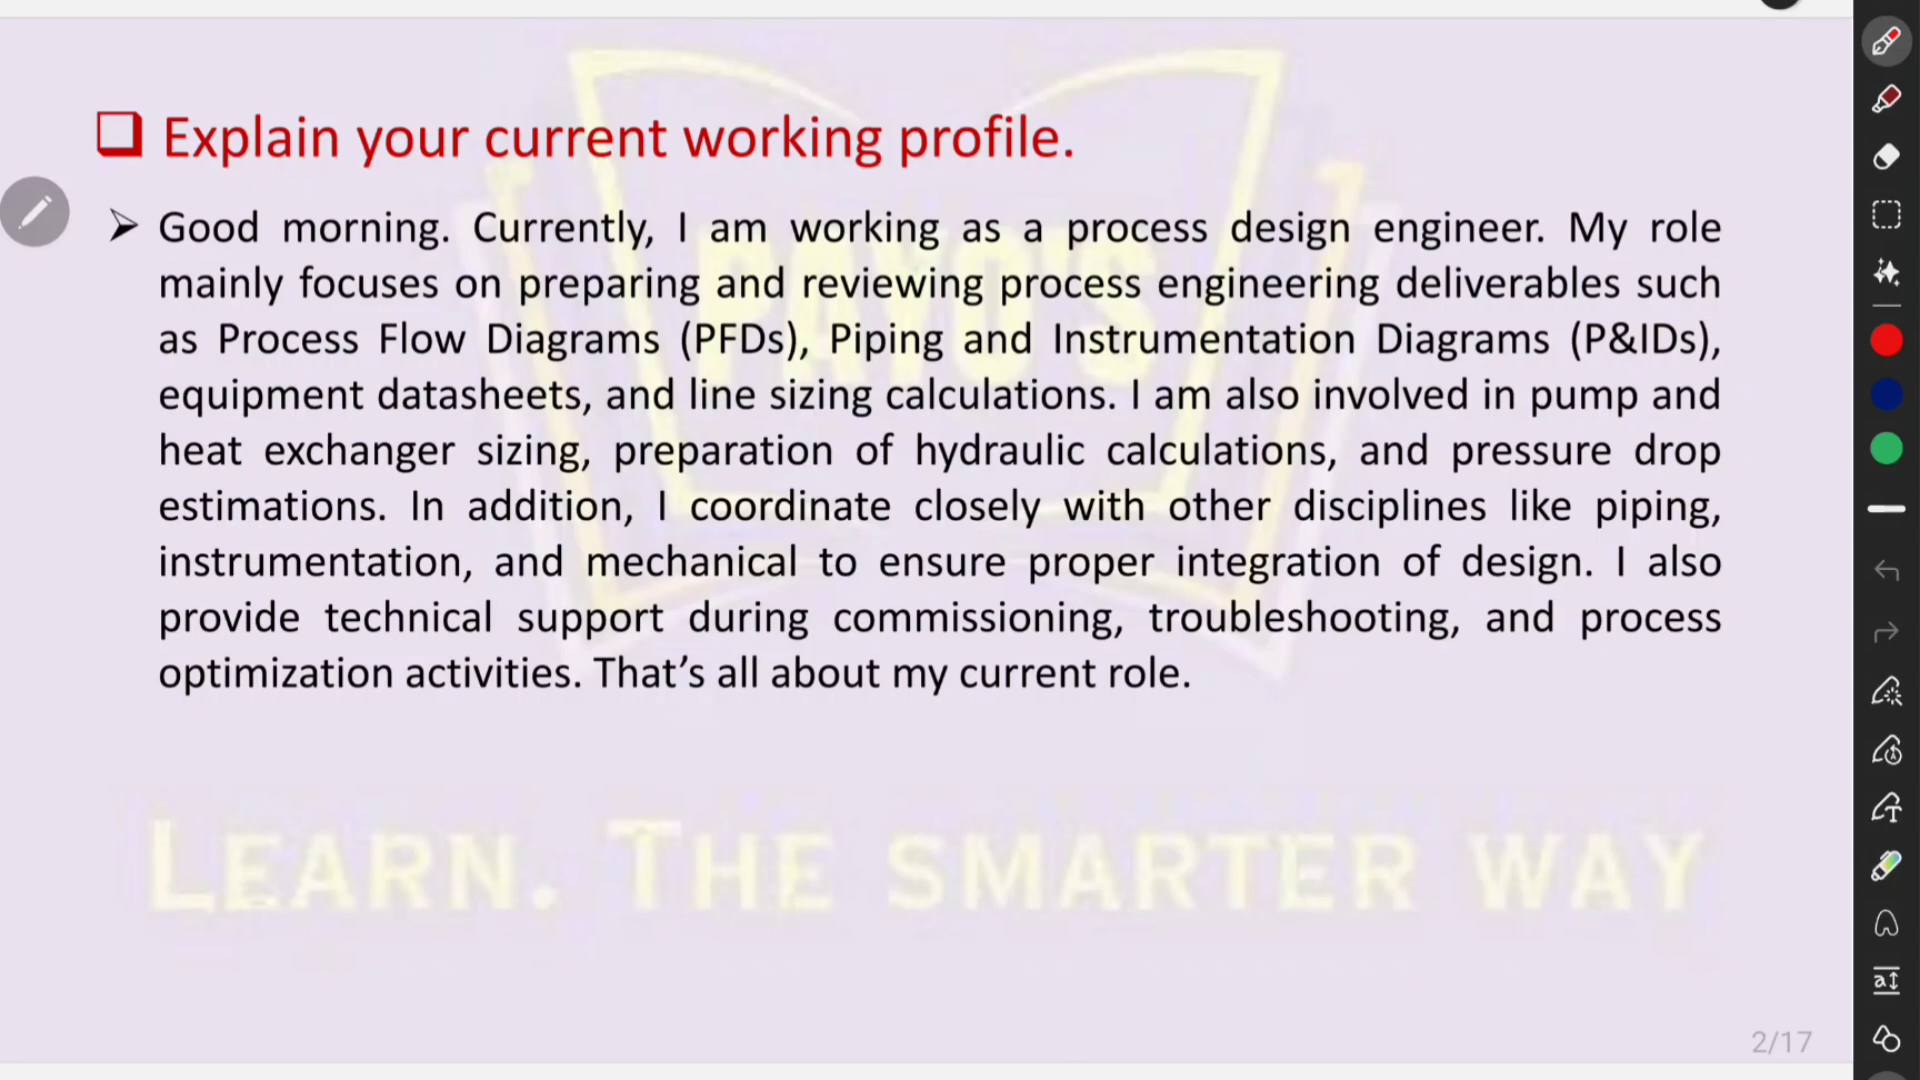 Explain your current working profile.
Good morning. Currently, I am working as a process design engineer. My role
mainly focuses on preparing and reviewing process engineering deliverables such
as Process Flow Diagrams (PFDs), Piping and Instrumentation Diagrams (P&IDs),
equipment datasheets, and line sizing calculations. I am also involved in pump and
heat exchanger sizing, preparation of hydraulic calculations, and pressure drop
estimations. In addition, I coordinate closely with other disciplines like piping,
instrumentation, and mechanical to ensure proper integration of design. I also
provide technical support during commissioning, troubleshooting, and process
optimization activities. That’s all about my current role.
PAYO'S
LEARN. THE SMARTER WAY
2/17